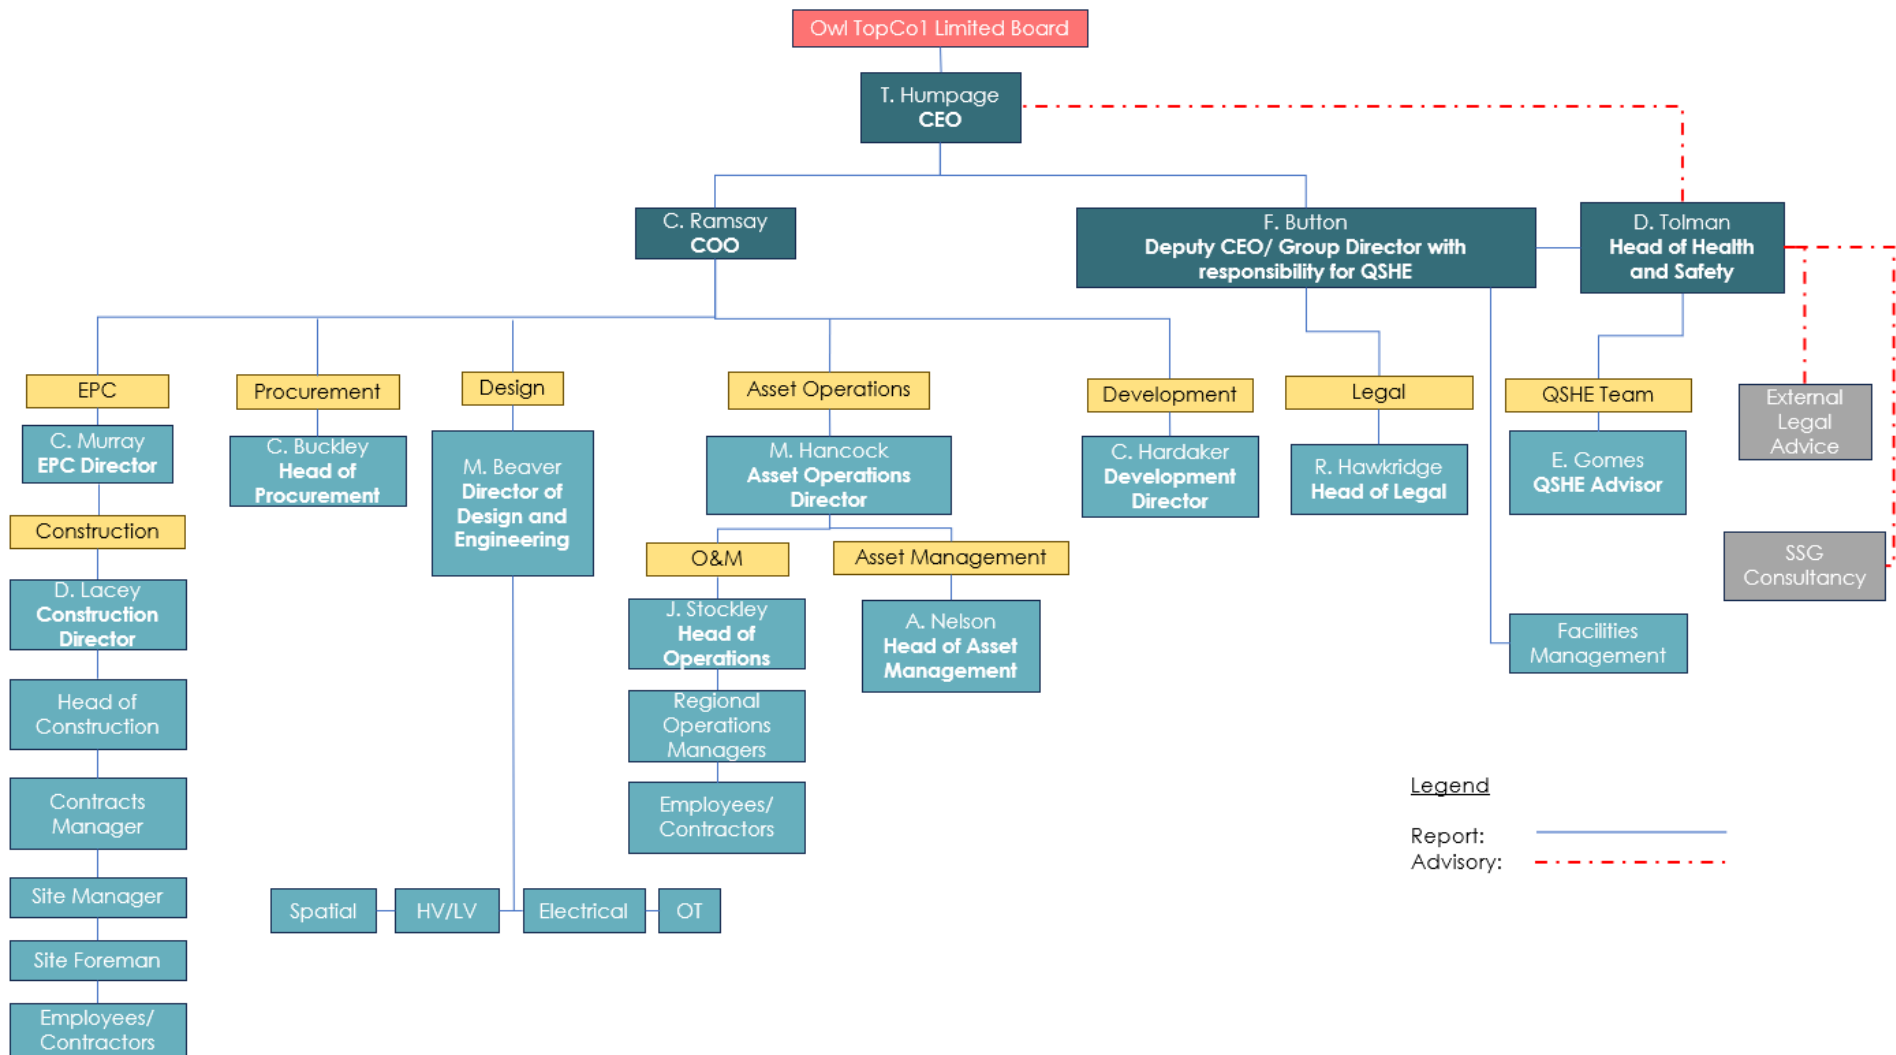 Owl TopCo1 Limited Board
T. Humpage
CEO
C. Ramsay
COO
F. Button
Deputy CEO/ Group Director with
responsibility for QSHE
D. Tolman
Head of Health
and Safety
EPC
C. Murray
EPC Director
Construction
D. Lacey
Construction
Director
Head of
Construction
Contracts
Manager
Site Manager
Site Foreman
Employees/
Contractors
Procurement
C. Buckley
Head of
Procurement
Design
M. Beaver
Director of
Design and
Engineering
Spatial
HV/LV
Electrical
OT
Asset Operations
M. Hancock
Asset Operations
Director
O&M
J. Stockley
Head of
Operations
Regional
Operations
Managers
Employees/
Contractors
Asset Management
A. Nelson
Head of Asset
Management
Development
C. Hardaker
Development
Director
Legal
R. Hawkridge
Head of Legal
QSHE Team
E. Gomes
QSHE Advisor
Facilities
Management
External
Legal
Advice
SSG
Consultancy
Legend
Report:
Advisory: